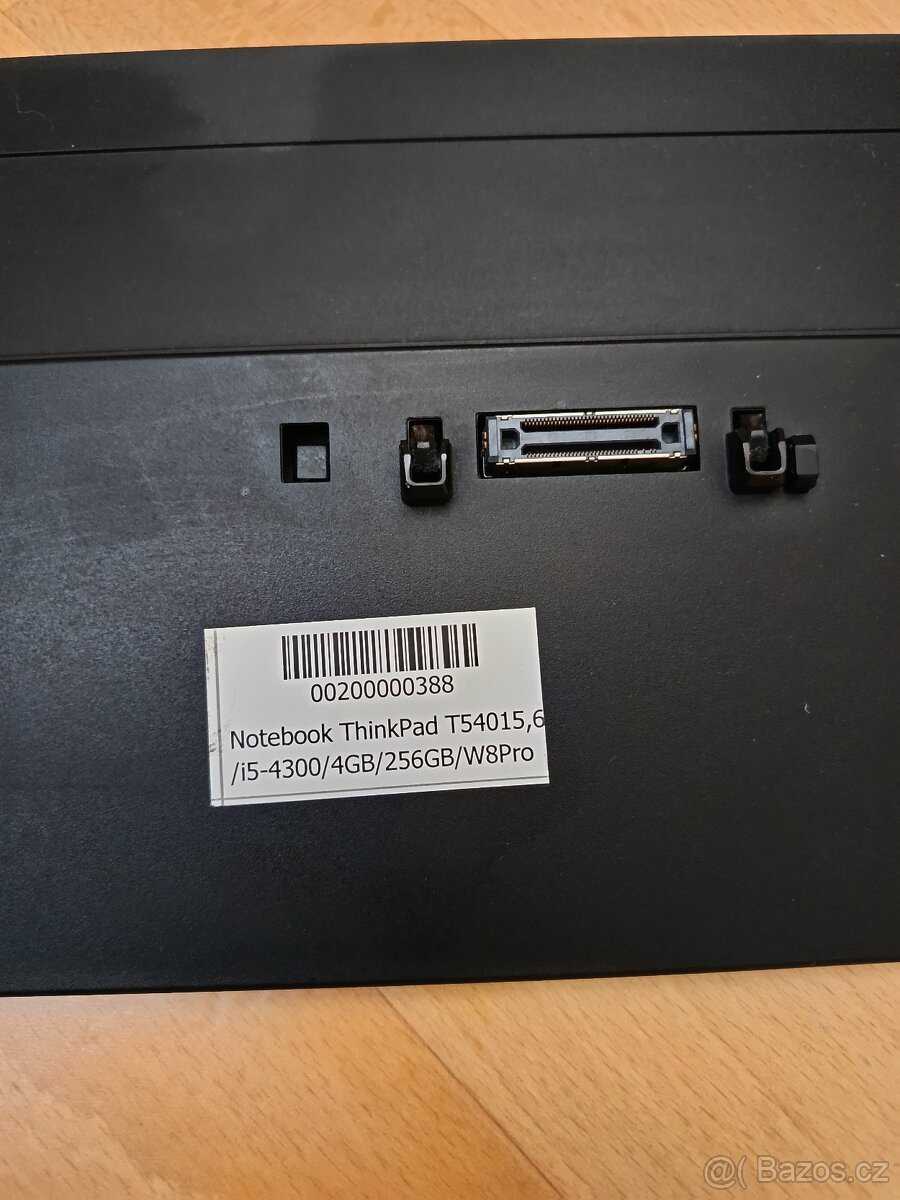 00200000388
Notebook ThinkPad T54015,6
/i5-4300/4GB/256GB/W8Pro
@( Bazos.cz